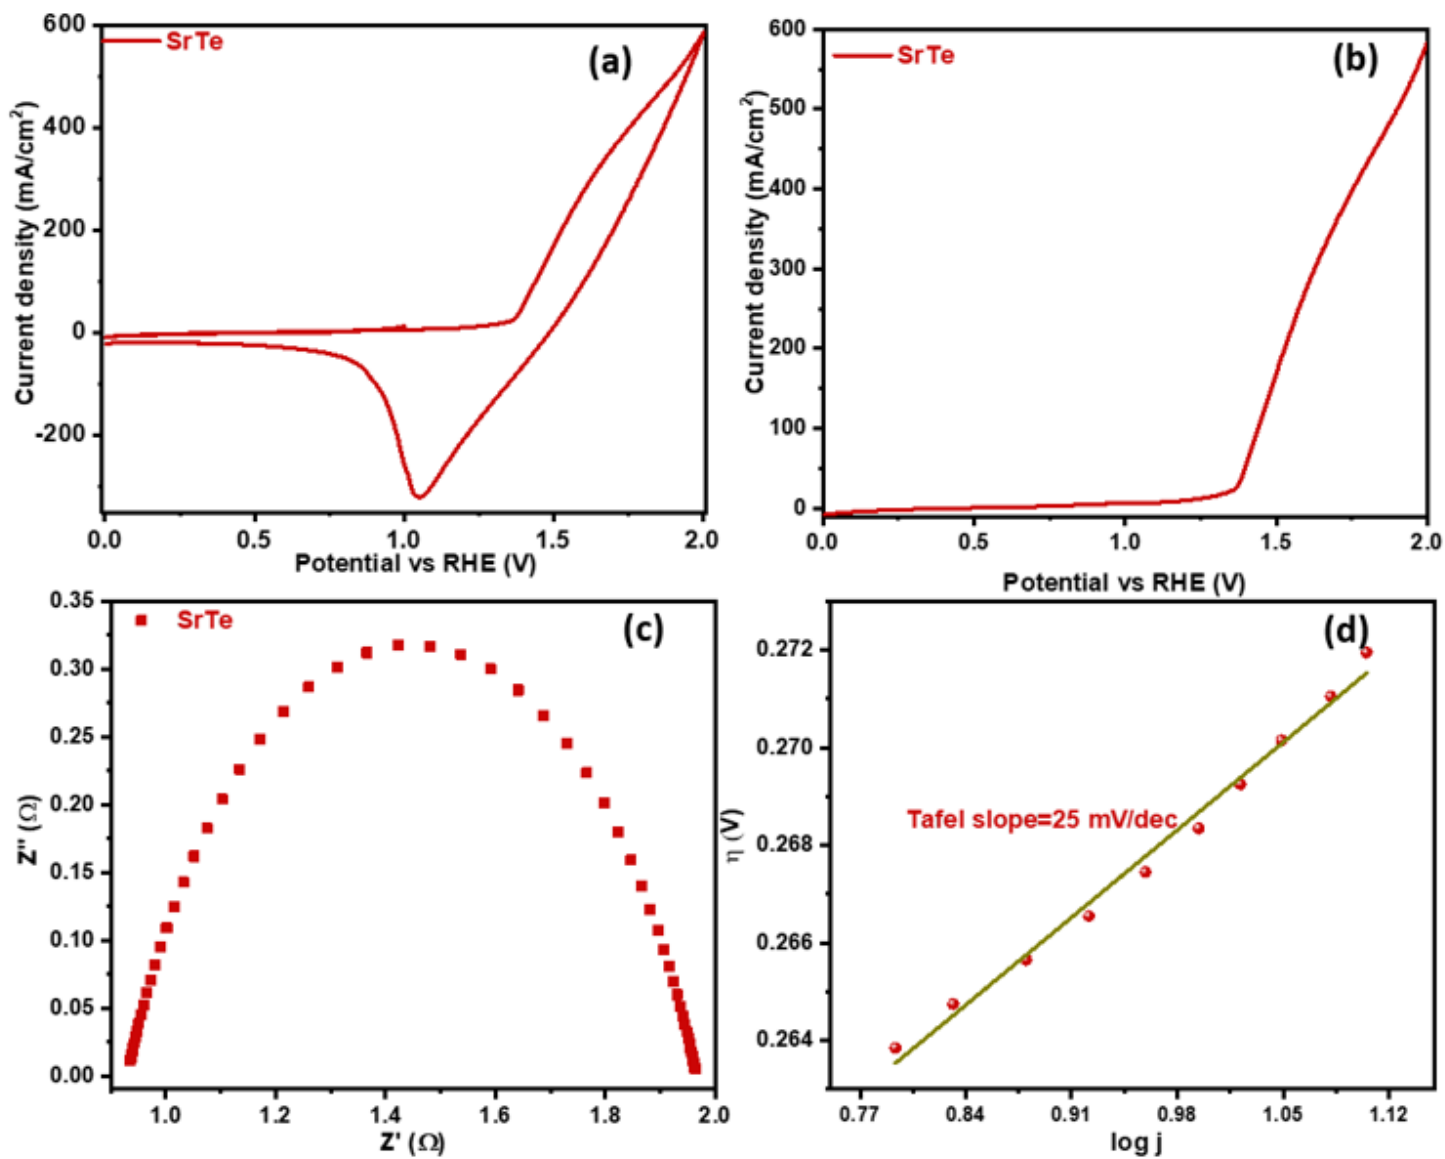 SrTe
(a)
600
400
200
0
-200
Current density (mA/cm²)
0.0 0.5 1.0 1.5 2.0
Potential vs RHE (V)
SrTe
(b)
600
500
400
300
200
100
0
Current density (mA/cm²)
0.0 0.5 1.0 1.5 2.0
Potential vs RHE (V)
SrTe
(c)
0.35
0.30
0.25
0.20
0.15
0.10
0.05
0.00
Z'' (Ω)
1.0 1.2 1.4 1.6 1.8 2.0
Z' (Ω)
(d)
0.272
0.270
0.268
0.266
0.264
η (V)
Tafel slope=25 mV/dec
0.77 0.84 0.91 0.98 1.05 1.12
log j